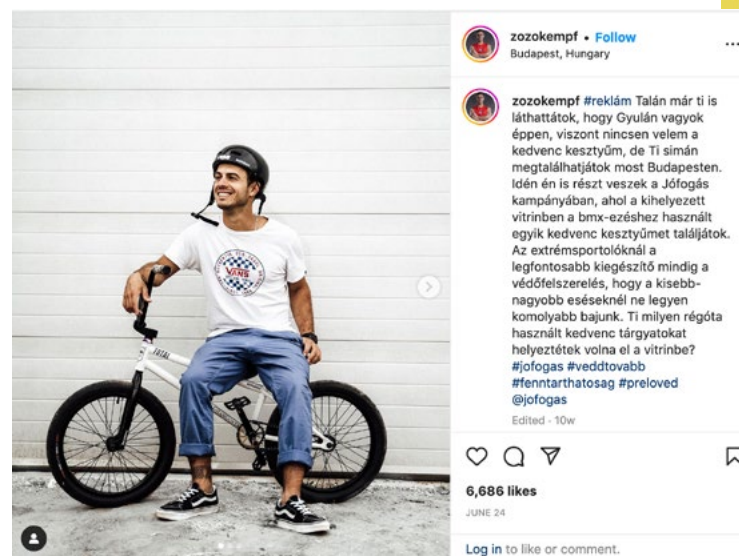 zozokempf • Follow
Budapest, Hungary
zozokempf #reklám Talán már ti is
láthattátok, hogy Gyulán vagyok
éppen, viszont nincsen velem a
kedvenc kesztyűm, de Ti simán
megtalálhatjátok most Budapesten.
Idén én is részt veszek a Jófogás
kampányában, ahol a kihelyezett
vitrinben a bmx-ezéshez használt
egyik kedvenc kesztyűmet találjátok.
Az extrémsportolóknál a
legfontosabb kiegészítő mindig a
védőfelszerelés, hogy a kisebb-
nagyobb eséseknél ne legyen
komolyabb bajunk. Ti milyen régóta
használt kedvenc tárgyatokat
helyeztétek volna el a vitrinbe?
#jofogas #veddtovabb
#fenntarthatosag #preloved
@jofogas
Edited · 10w
6,686 likes
JUNE 24
Log in to like or comment.
VANS
TOTAL